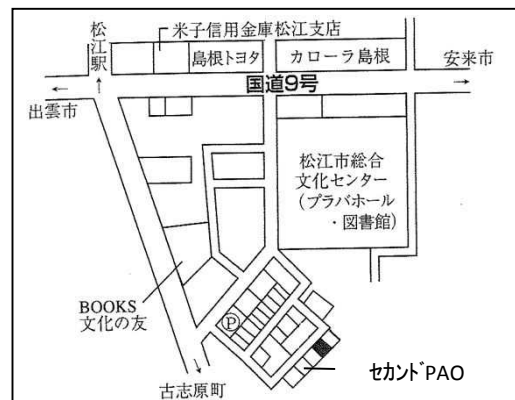 松江駅
米子信用金庫松江支店
島根トヨタ
カローラ島根
安来市
国道9号
出雲市
松江市総合
文化センター
(プラバホール
・図書館)
BOOKS
文化の友
P
セカンドPAO
古志原町